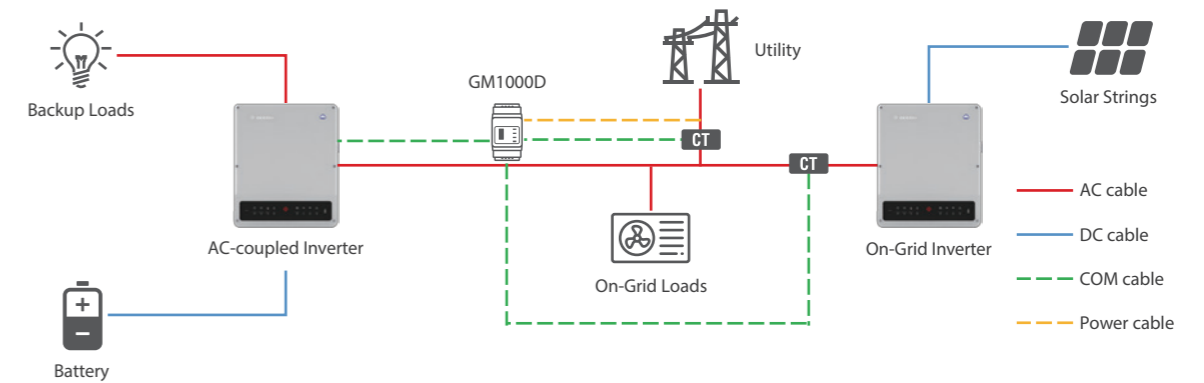 Utility
GM1000D
Backup Loads
Solar Strings
CT
CT
AC cable
AC-coupled Inverter
On-Grid Inverter
DC cable
On-Grid Loads
COM cable
Power cable
Battery